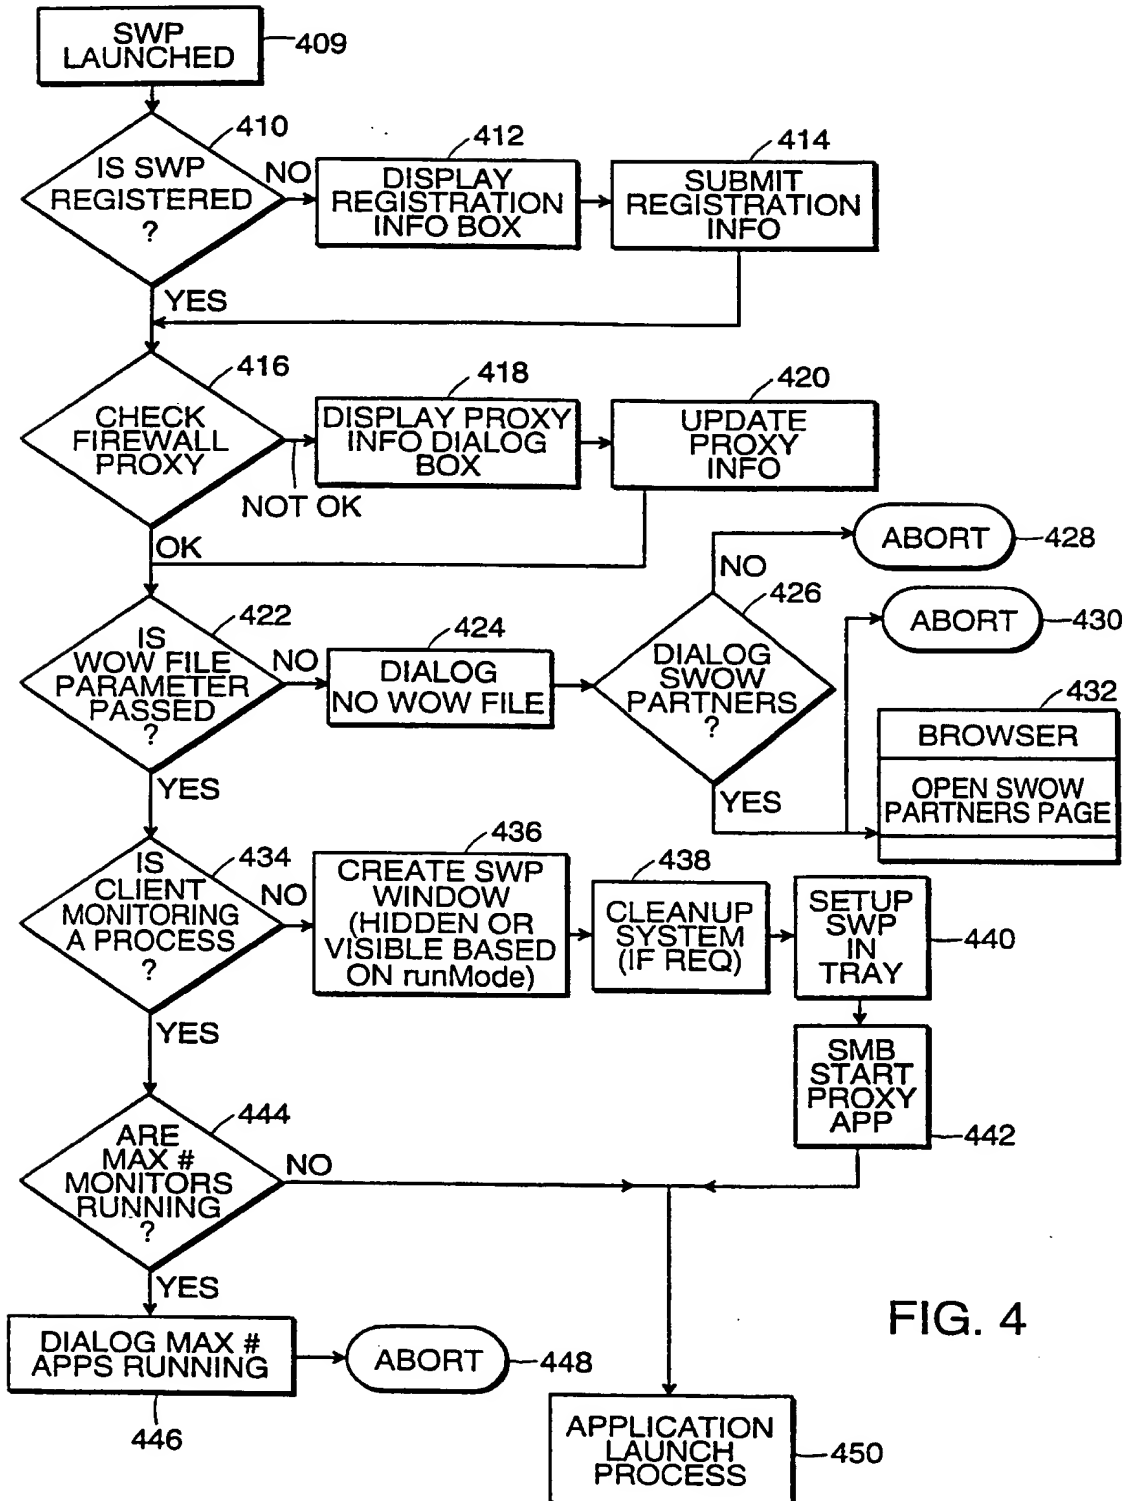 SWP
LAUNCHED
409
410
IS SWP
REGISTERED
?
NO
412
DISPLAY
REGISTRATION
INFO BOX
414
SUBMIT
REGISTRATION
INFO
YES
416
CHECK
FIREWALL
PROXY
NOT OK
418
DISPLAY PROXY
INFO DIALOG
BOX
420
UPDATE
PROXY
INFO
OK
422
IS
WOW FILE
PARAMETER
PASSED
?
NO
424
DIALOG
NO WOW FILE
426
DIALOG
SWOW
PARTNERS
?
NO
ABORT
428
ABORT
430
YES
432
BROWSER
OPEN SWOW
PARTNERS PAGE
YES
434
IS
CLIENT
MONITORING
A PROCESS
?
NO
436
CREATE SWP
WINDOW
(HIDDEN OR
VISIBLE BASED
ON runMode)
438
CLEANUP
SYSTEM
(IF REQ)
SETUP
SWP
IN
TRAY
440
SMB
START
PROXY
APP
442
YES
444
ARE
MAX #
MONITORS
RUNNING
?
NO
YES
DIALOG MAX #
APPS RUNNING
446
ABORT
448
APPLICATION
LAUNCH
PROCESS
450
FIG. 4